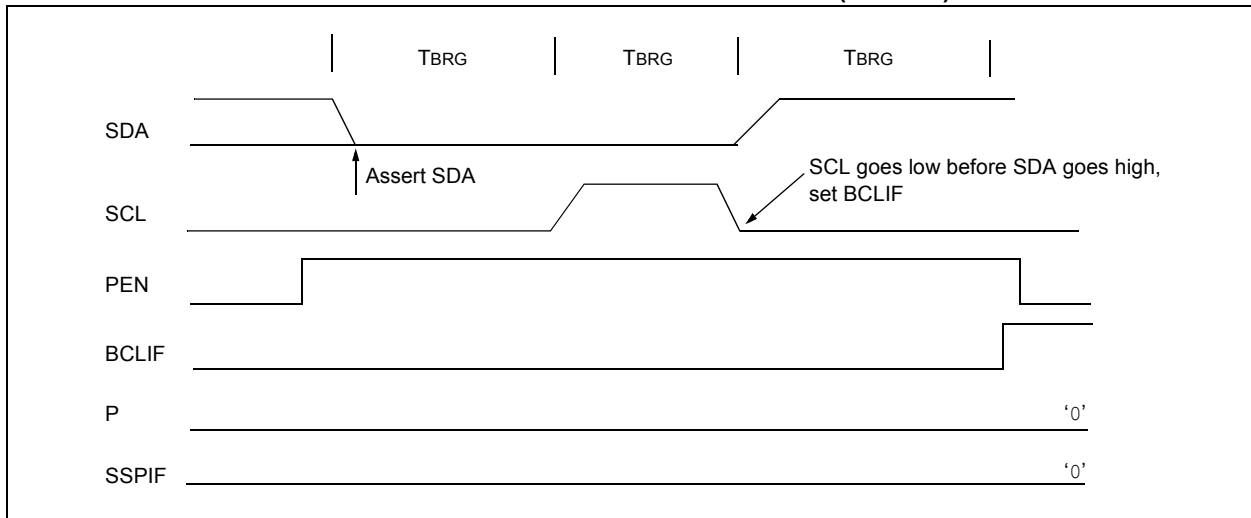 TBRG TBRG TBRG
SDA
Assert SDA
SCL goes low before SDA goes high,
set BCLIF
SCL
PEN
BCLIF
P
‘0’
SSPIF
‘0’